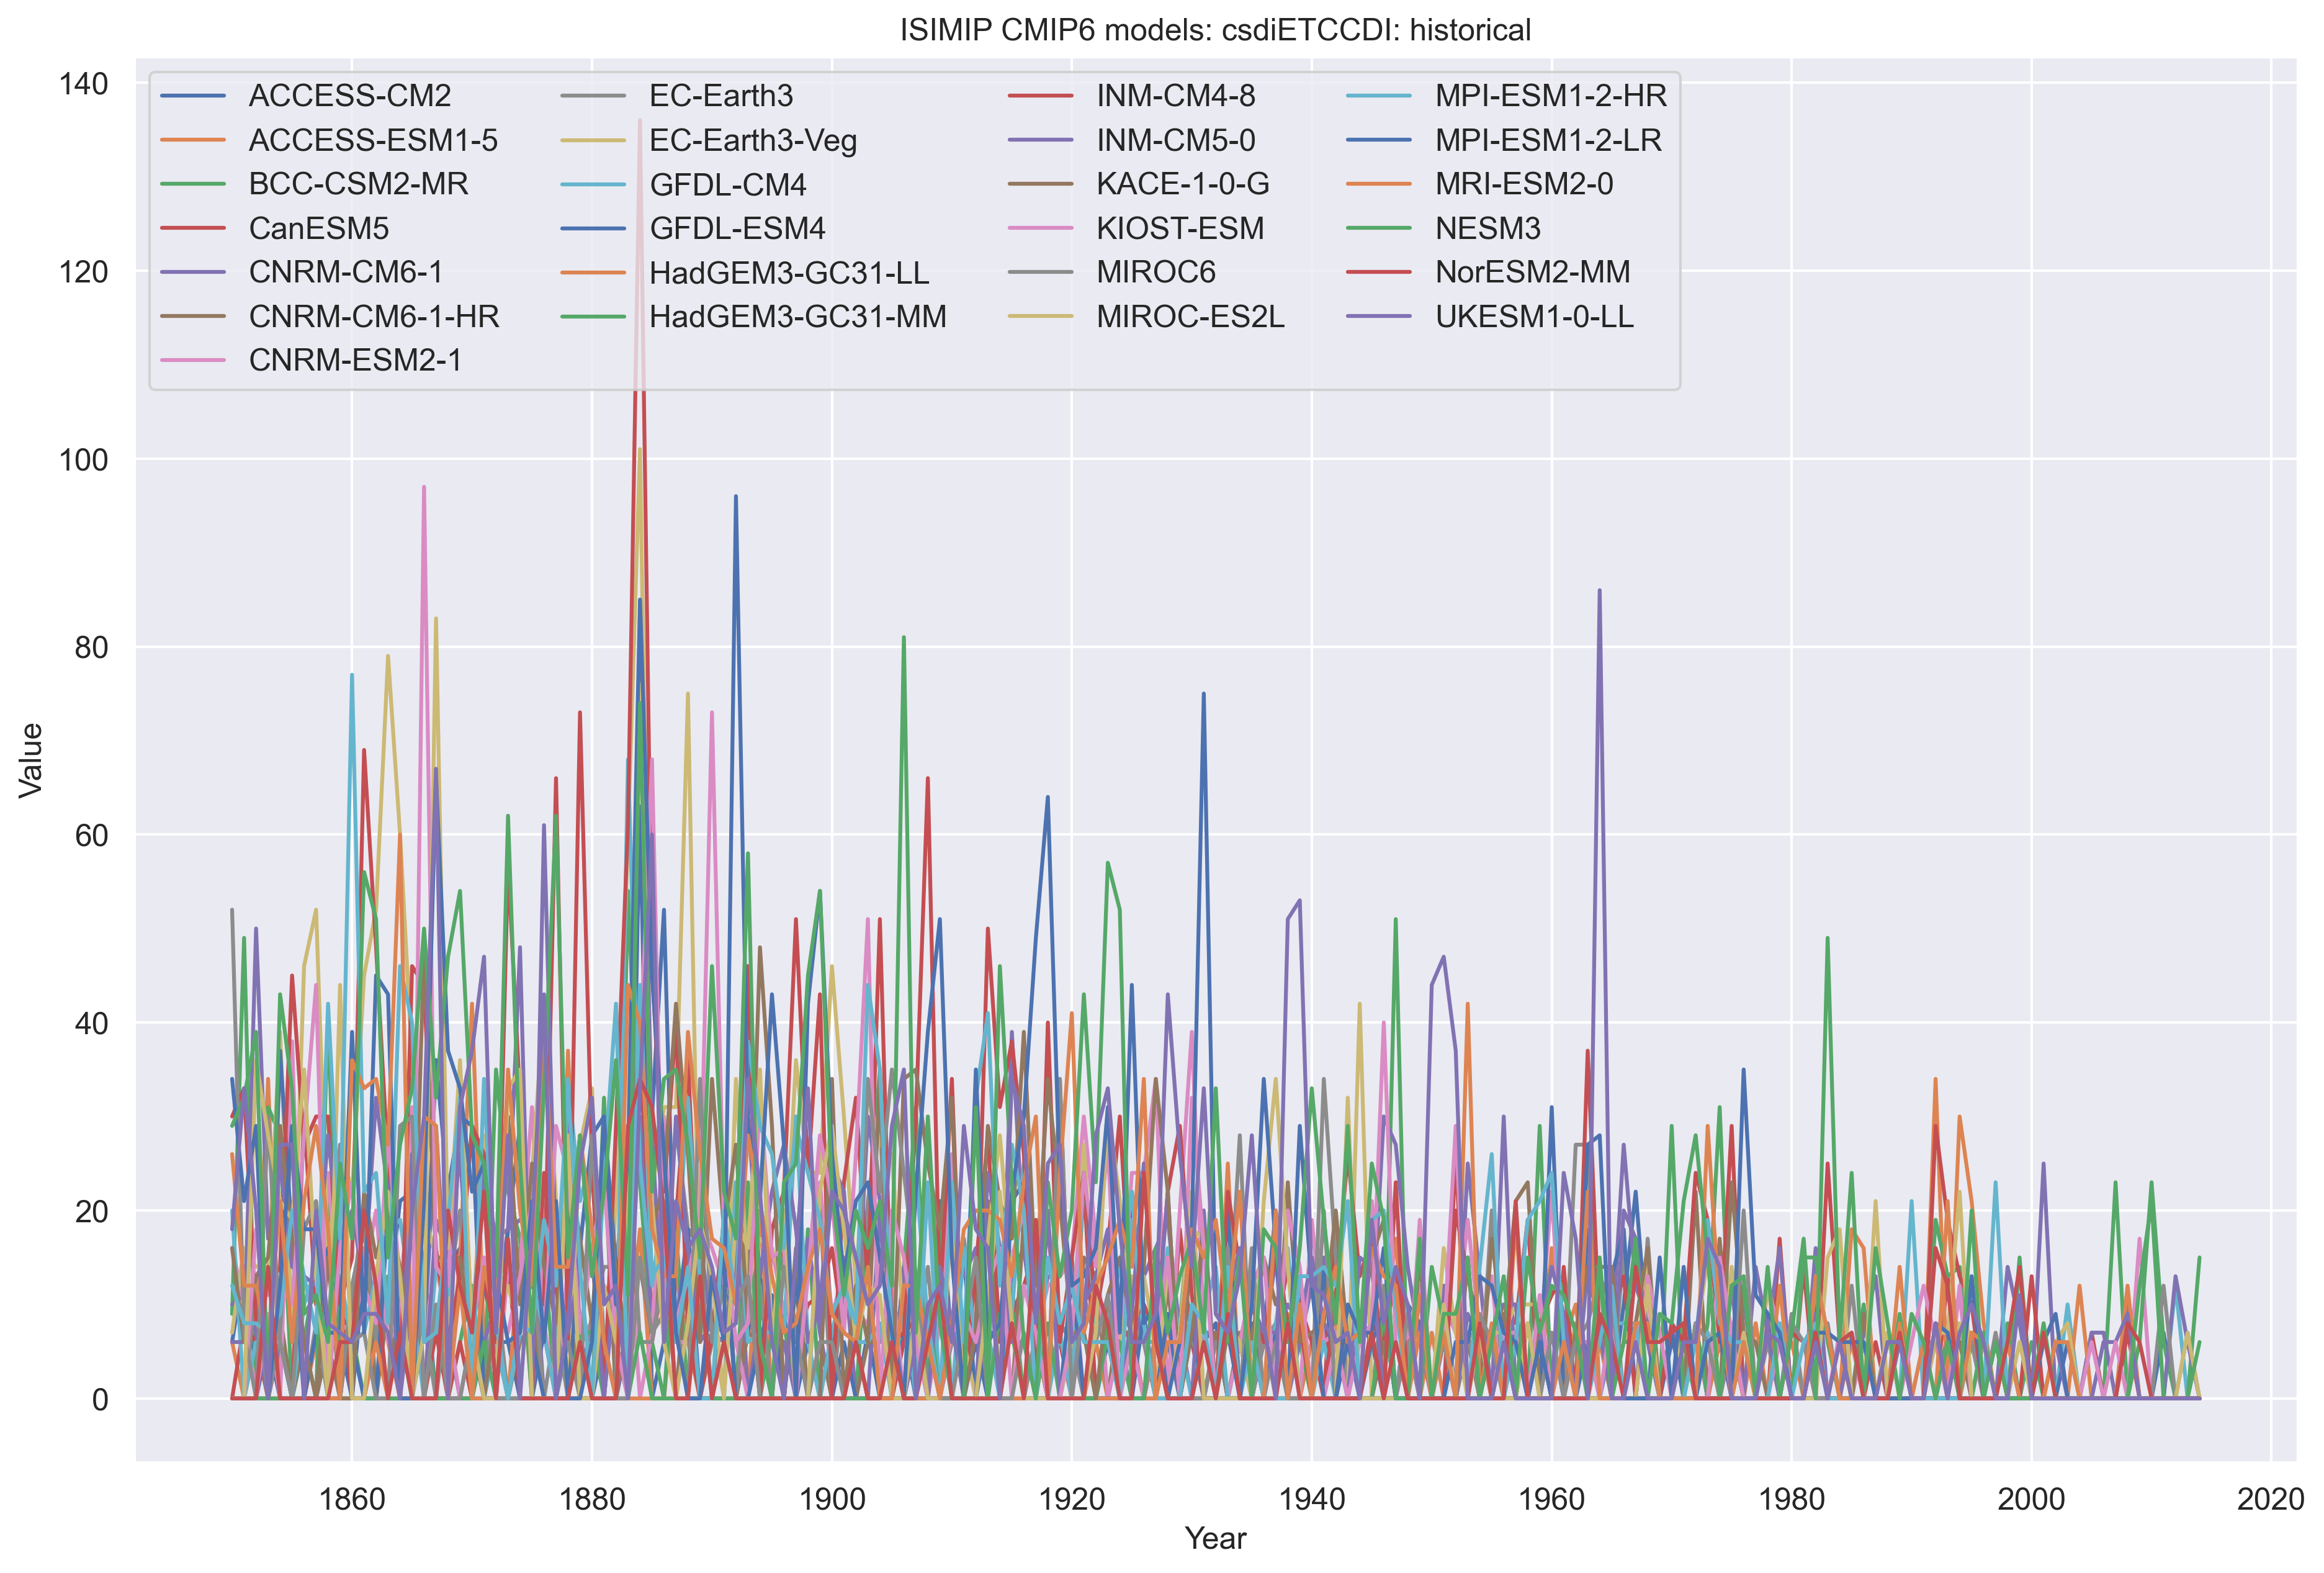 ISIMIP CMIP6 models: csdiETCCDI: historical
140
120
100
80
60
40
20
0
Value
ACCESS-CM2
ACCESS-ESM1-5
BCC-CSM2-MR
CanESM5
CNRM-CM6-1
CNRM-CM6-1-HR
CNRM-ESM2-1
EC-Earth3
EC-Earth3-Veg
GFDL-CM4
GFDL-ESM4
HadGEM3-GC31-LL
HadGEM3-GC31-MM
INM-CM4-8
INM-CM5-0
KACE-1-0-G
KIOST-ESM
MIROC6
MIROC-ES2L
MPI-ESM1-2-HR
MPI-ESM1-2-LR
MRI-ESM2-0
NESM3
NorESM2-MM
UKESM1-0-LL
1860 1880 1900 1920 1940 1960 1980 2000 2020
Year